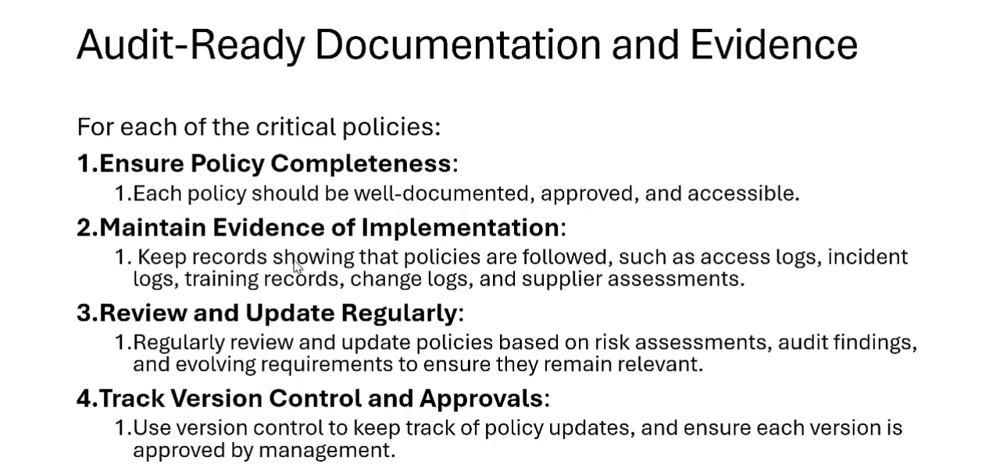 Audit-Ready Documentation and Evidence
For each of the critical policies:
1.Ensure Policy Completeness:
1.Each policy should be well-documented, approved, and accessible.
2.Maintain Evidence of Implementation:
1. Keep records showing that policies are followed, such as access logs, incident
logs, training records, change logs, and supplier assessments.
3.Review and Update Regularly:
1.Regularly review and update policies based on risk assessments, audit findings,
and evolving requirements to ensure they remain relevant.
4.Track Version Control and Approvals:
1.Use version control to keep track of policy updates, and ensure each version is
approved by management.